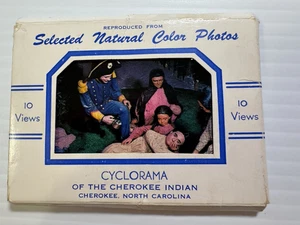 REPRODUCED FROM
Selected Natural Color Photos
10
Views
10
Views
CYCLORAMA
OF THE CHEROKEE INDIAN
CHEROKEE, NORTH CAROLINA